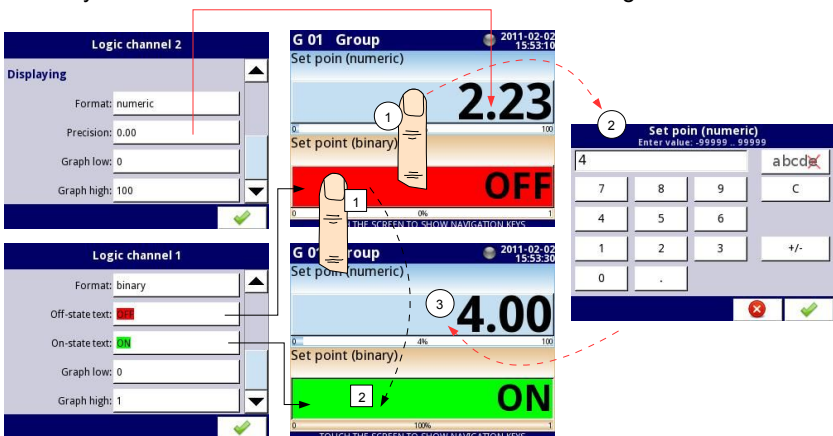 Logic channel 2
Displaying
Format: numeric
Precision: 0.00
Graph low: 0
Graph high: 100
Logic channel 1
Format: binary
Off-state text: OFF
On-state text: ON
Graph low: 0
Graph high: 1
G 01 Group
2011-02-02
15:53:10
Set poin (numeric)
1
2.23
0
%
100
Set point (binary)
1
OFF
0
0%
1
THE SCREEN TO SHOW NAVIGATION KEYS
G 01 Group
2011-02-02
15:53:30
Set poin (numeric)
3
4.00
0
4%
100
Set point (binary)
2
ON
0
100%
1
TOUCH THE SCREEN TO SHOW NAVIGATION KEYS
2
Set poin (numeric)
Enter value: -99999 .. 99999
4
abcde
7 8 9 C
4 5 6
1 2 3 +/-
0 .